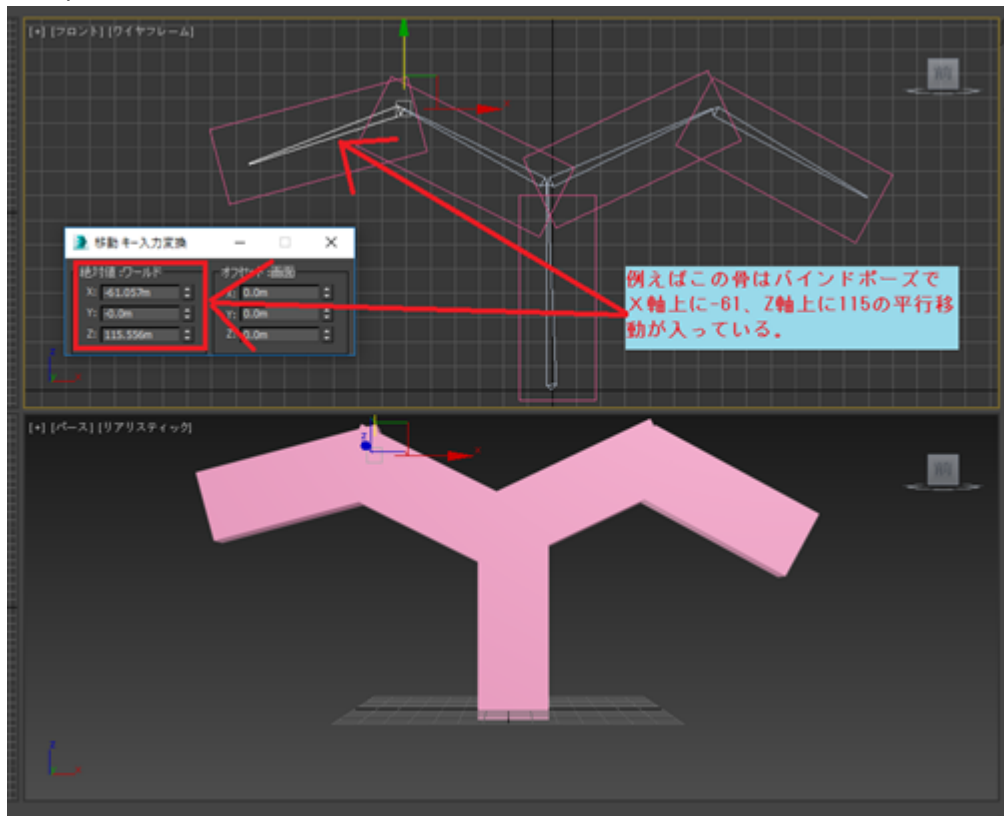 [+] [フロント] [ワイヤフレーム]
移動 キー入力変換
絶対値:ワールド
オフセット:画面
X: -61.057m
X: 0.0m
Y: -0.0m
Y: 0.0m
Z: 115.556m
Z: 0.0m
例えばこの骨はバインドポーズで
X軸上に-61、Z軸上に115の平行移
動が入っている。
[+] [パース] [リアリスティック]
z